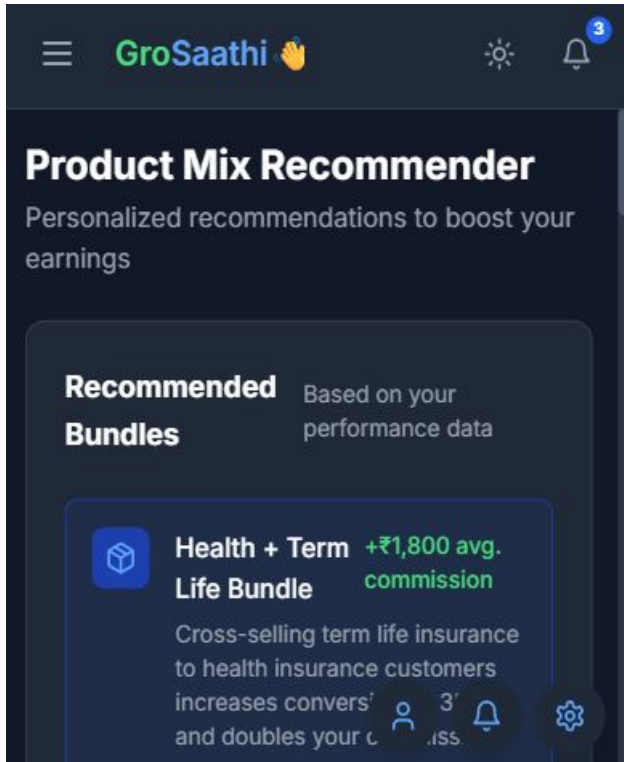 GroSaathi
3
Product Mix Recommender
Personalized recommendations to boost your
earnings
Recommended
Bundles
Based on your
performance data
Health + Term
Life Bundle
+₹1,800 avg.
commission
Cross-selling term life insurance
to health insurance customers
increases
and doubles your